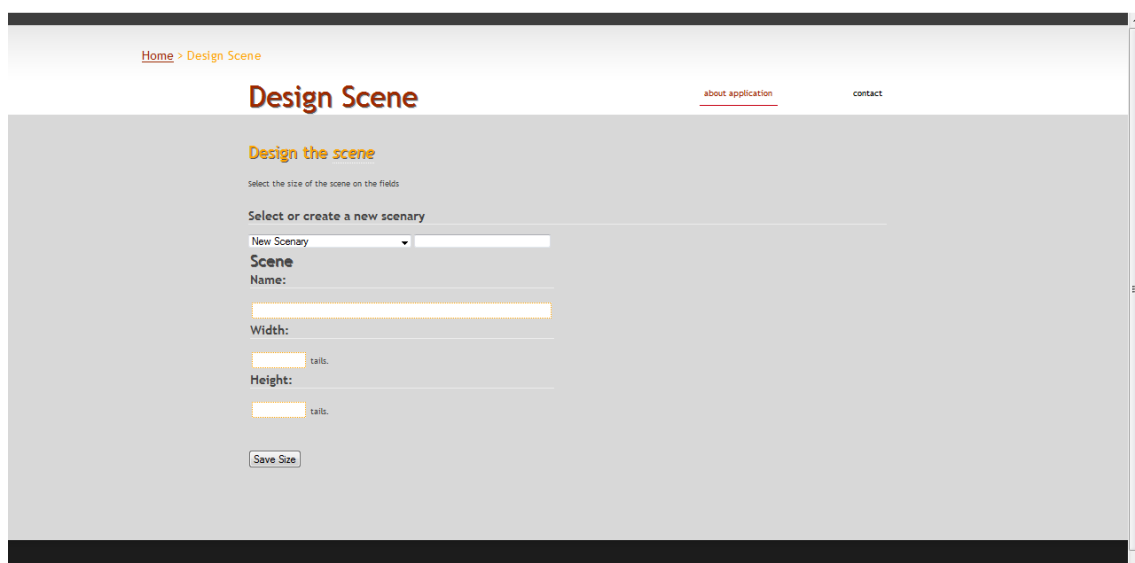 Home > Design Scene
Design Scene
about application
contact
Design the scene
Select the size of the scene on the fields
Select or create a new scenary
New Scenary
Scene
Name:
Width:
tails.
Height:
tails.
Save Size